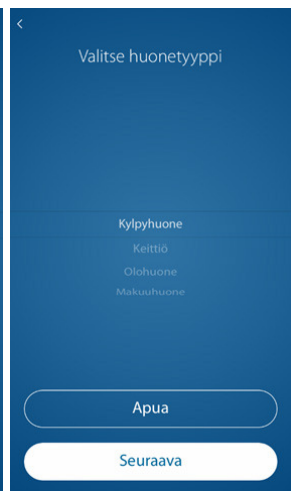 Valitse huonetyyppi
Kylpyhuone
Keittiö
Olohuone
Makuuhuone
Apua
Seuraava